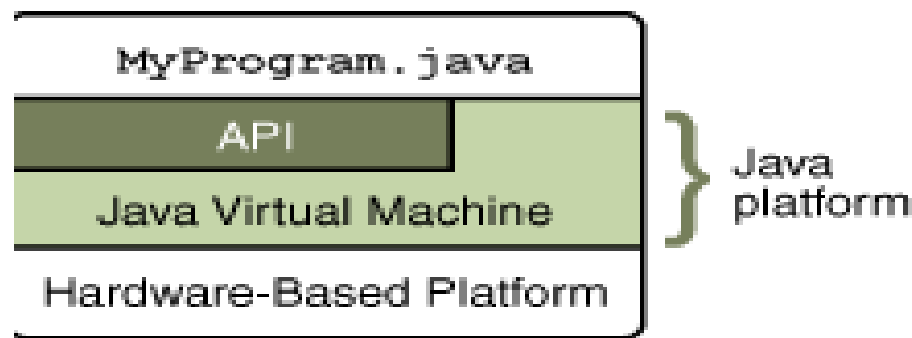 MyProgram.java
API
Java Virtual Machine
Hardware-Based Platform
Java
platform